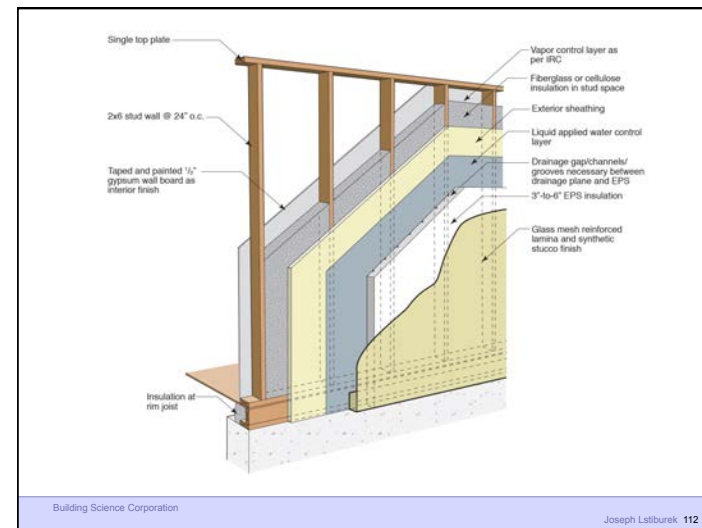 Single top plate
2x6 stud wall @ 24" o.c.
Taped and painted 1/2"
gypsum wall board as
interior finish
Insulation at
rim joist
Vapor control layer as
per IRC
Fiberglass or cellulose
insulation in stud space
Exterior sheathing
Liquid applied water control
layer
Drainage gap/channels/
grooves necessary between
drainage plane and EPS
3"-to-6" EPS insulation
Glass mesh reinforced
lamina and synthetic
stucco finish
Building Science Corporation
Joseph Lstiburek 112